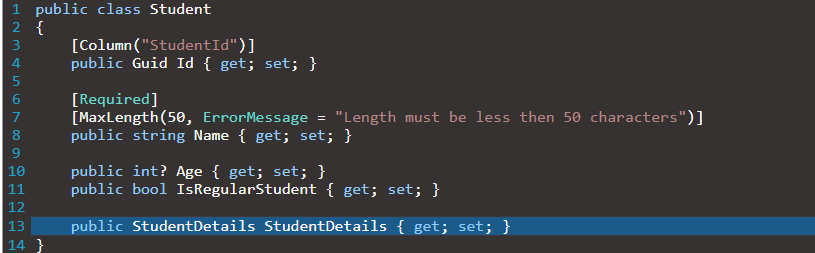 1 public class Student
2 {
3     [Column("StudentId")]
4     public Guid Id { get; set; }
5
6     [Required]
7     [MaxLength(50, ErrorMessage = "Length must be less then 50 characters")]
8     public string Name { get; set; }
9
10     public int? Age { get; set; }
11     public bool IsRegularStudent { get; set; }
12
13     public StudentDetails StudentDetails { get; set; }
14 }